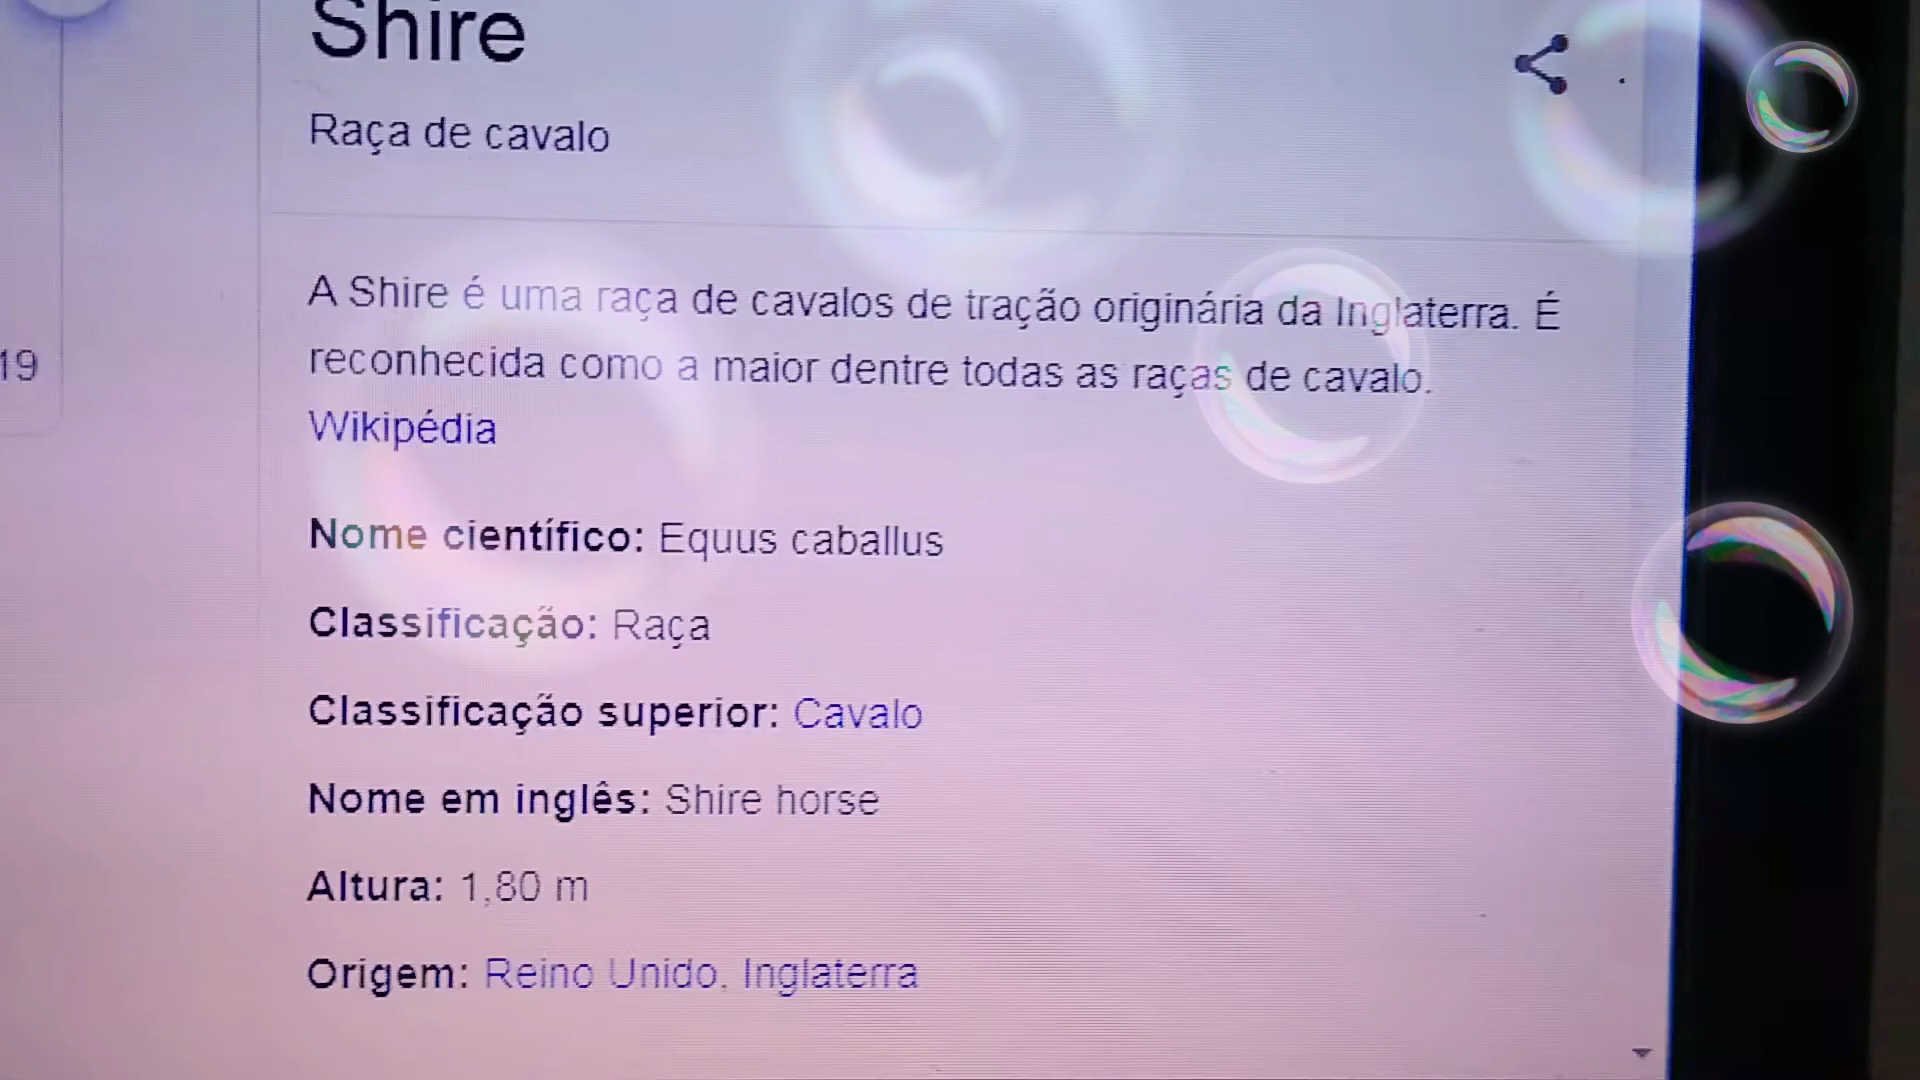 Shire
Raça de cavalo
A Shire é uma raça de cavalos de tração originária da Inglaterra. É
reconhecida como a maior dentre todas as raças de cavalo.
Wikipédia
19
Nome científico: Equus caballus
Classificação: Raça
Classificação superior: Cavalo
Nome em inglês: Shire horse
Altura: 1,80 m
Origem: Reino Unido, Inglaterra